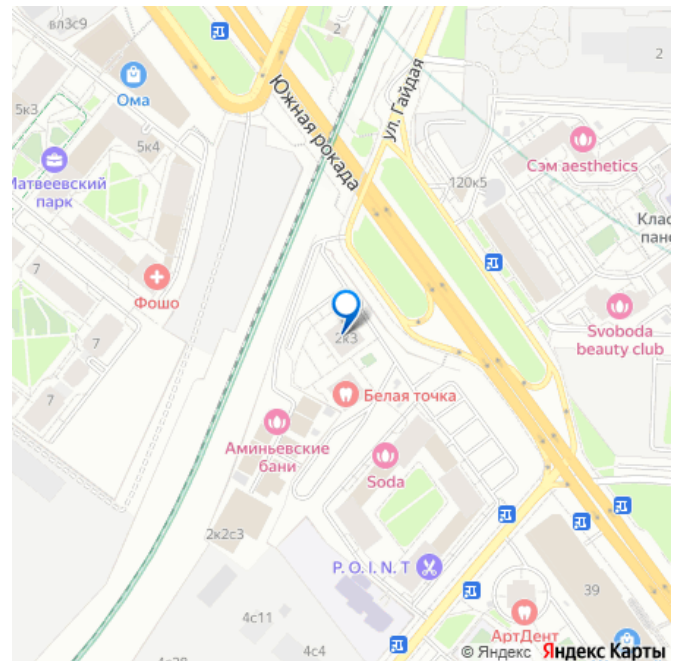 вл3с9
2
2
Ома
5к3
5к4
Южная рокада
ул. Гайдая
Сэм aesthetics
120к5
Матвеевский
парк
Клас
пан
Фошо
7
7
7
2к3
Svoboda
beauty club
Белая точка
Аминьевские
бани
Soda
2к2с3
P. O. I. N. T
39
4с11
4с4
АртДент
© Яндекс Яндекс Карты